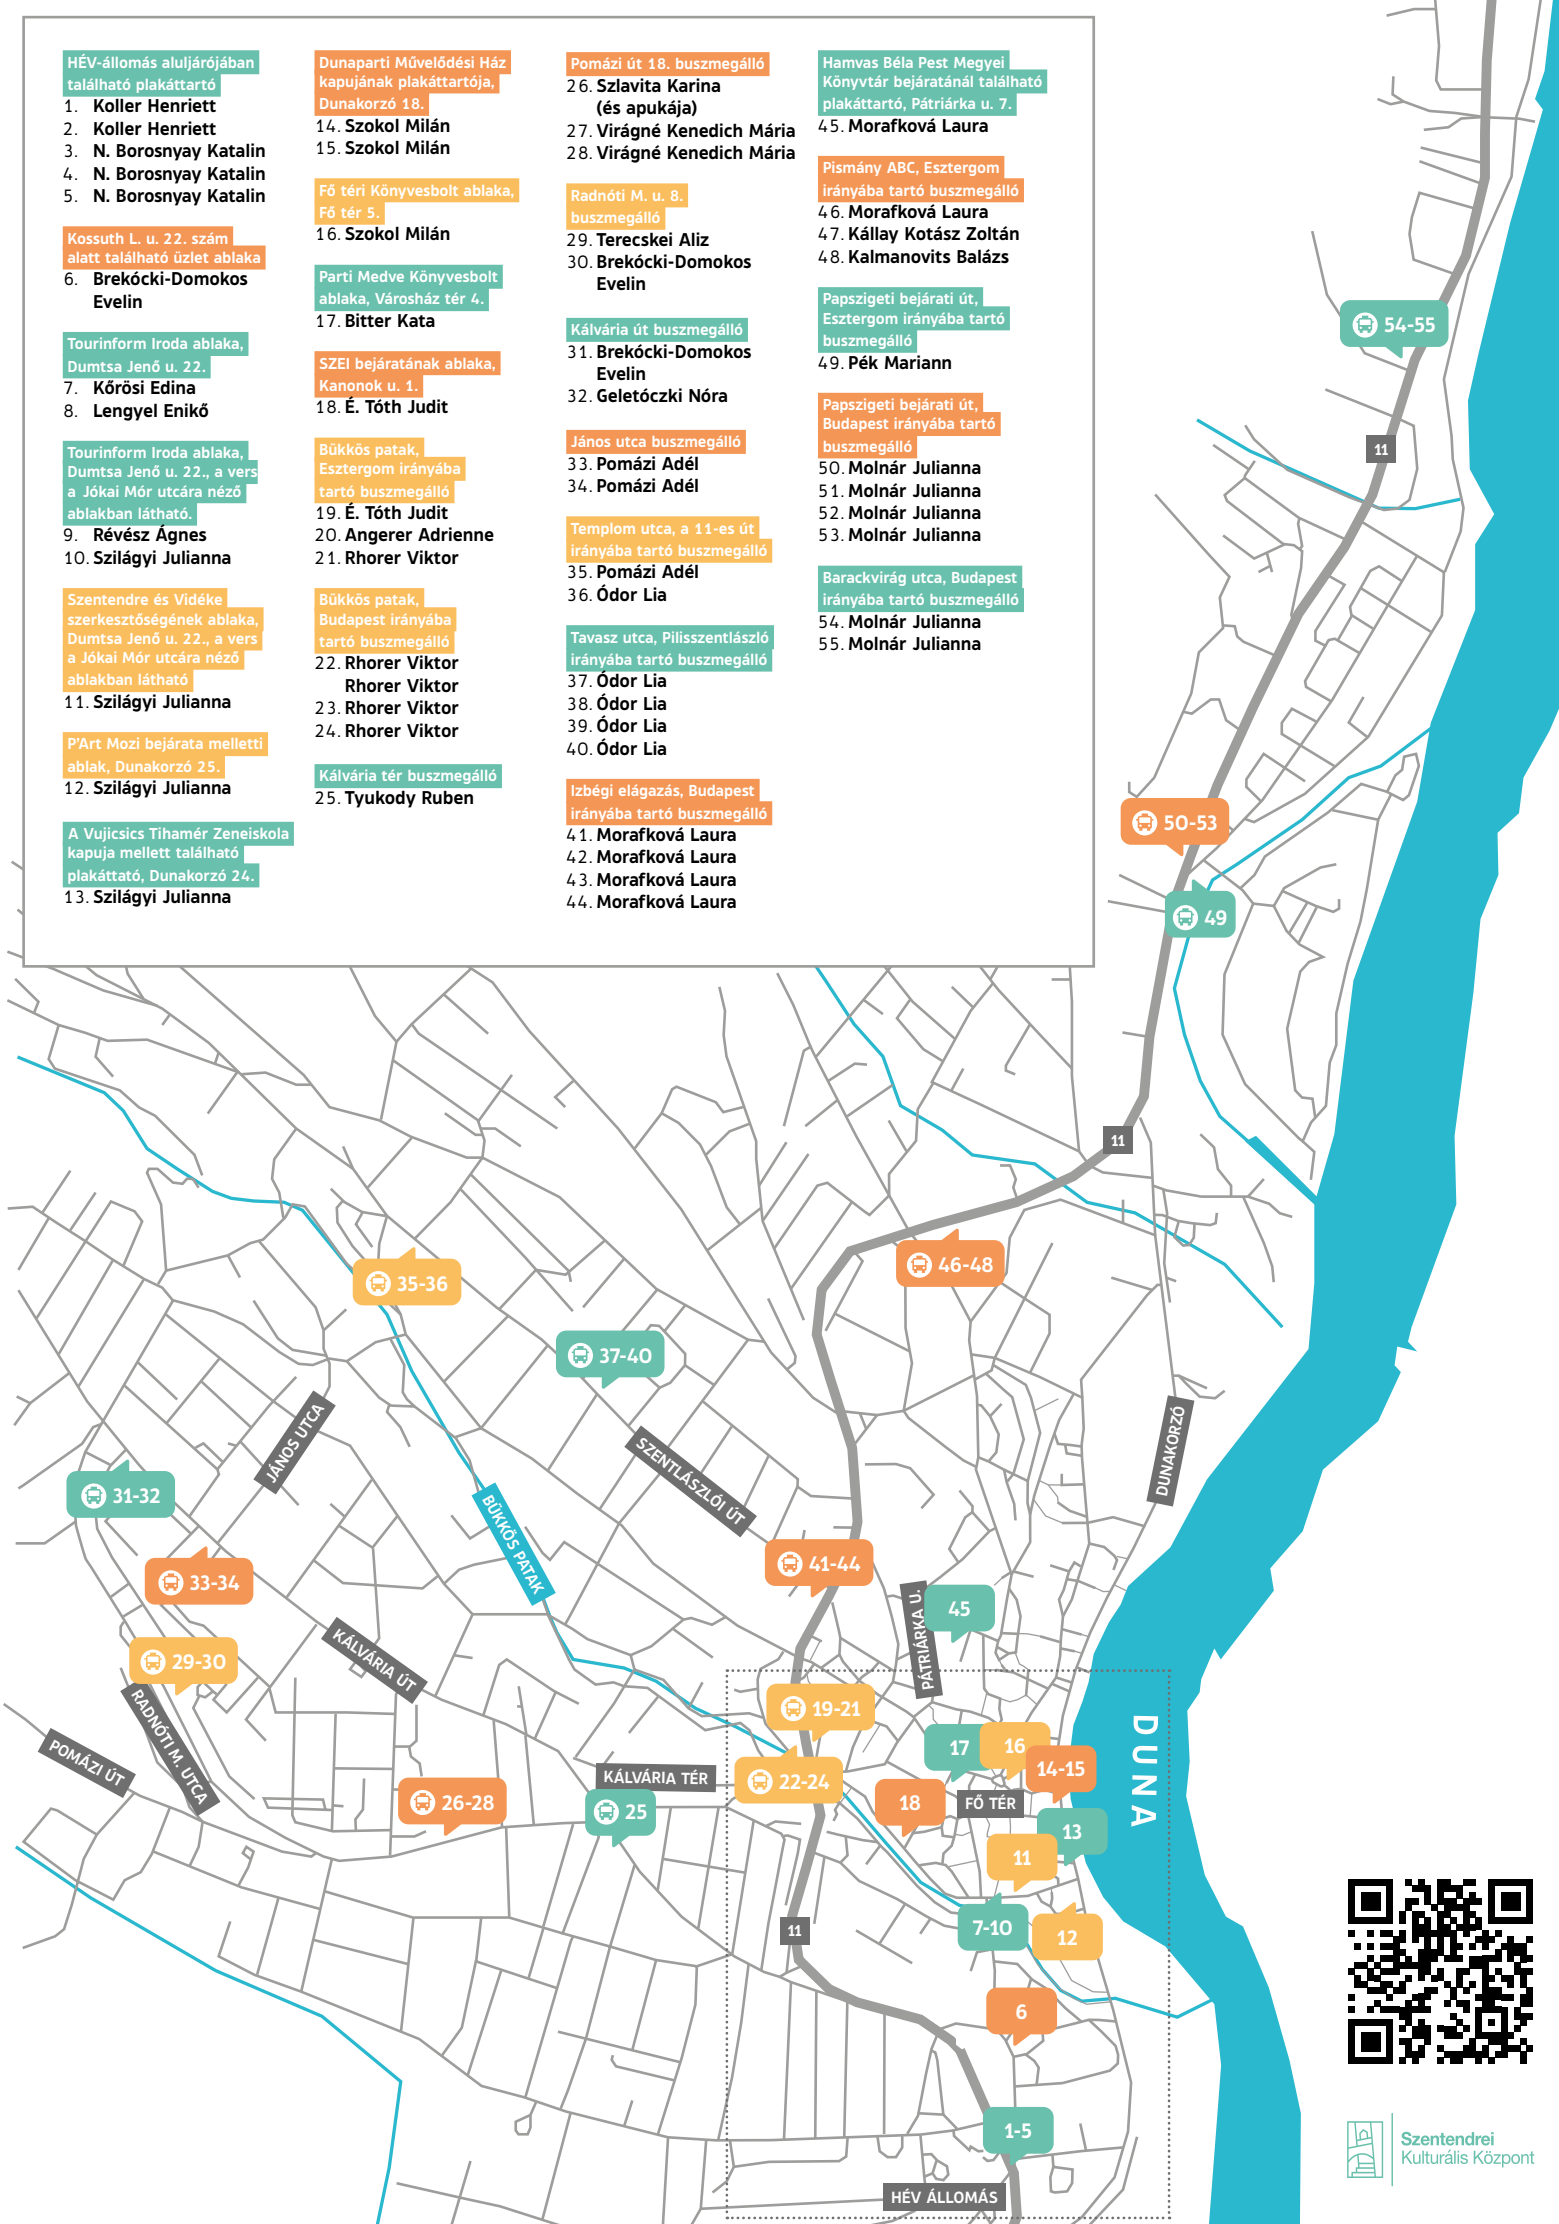 HÉV-állomás aluljárójában
található plakáttartó
1. Koller Henriett
2. Koller Henriett
3. N. Borosnyay Katalin
4. N. Borosnyay Katalin
5. N. Borosnyay Katalin
Kossuth L. u. 22. szám
alatt található üzlet ablaka
6. Brekócki-Domokos
Evelin
Tourinform Iroda ablaka,
Dumtsa Jenő u. 22.
7. Kőrösi Edina
8. Lengyel Enikő
Tourinform Iroda ablaka,
Dumtsa Jenő u. 22., a vers
a Jókai Mór utcára néző
ablakban látható.
9. Révész Ágnes
10. Szilágyi Julianna
Szentendre és Vidéke
szerkesztőségének ablaka,
Dumtsa Jenő u. 22., a vers
a Jókai Mór utcára néző
ablakban látható
11. Szilágyi Julianna
P'Art Mozi bejárata melletti
ablak, Dunakorzó 25.
12. Szilágyi Julianna
A Vujicsics Tihamér Zeneiskola
kapuja mellett található
plakáttató, Dunakorzó 24.
13. Szilágyi Julianna
Dunaparti Művelődési Ház
kapujának plakáttartója,
Dunakorzó 18.
14. Szokol Milán
15. Szokol Milán
Fő téri Könyvesbolt ablaka,
Fő tér 5.
16. Szokol Milán
Parti Medve Könyvesbolt
ablaka, Városház tér 4.
17. Bitter Kata
SZEI bejáratának ablaka,
Kanonok u. 1.
18. É. Tóth Judit
Bükkös patak,
Esztergom irányába
tartó buszmegálló
19. É. Tóth Judit
20. Angerer Adrienne
21. Rhorer Viktor
Bükkös patak,
Budapest irányába
tartó buszmegálló
22. Rhorer Viktor
Rhorer Viktor
23. Rhorer Viktor
24. Rhorer Viktor
Kálvária tér buszmegálló
25. Tyukody Ruben
Pomázi út 18. buszmegálló
26. Szlavita Karina
(és apukája)
27. Virágné Kenedich Mária
28. Virágné Kenedich Mária
Radnóti M. u. 8.
buszmegálló
29. Terecskei Aliz
30. Brekócki-Domokos
Evelin
Kálvária út buszmegálló
31. Brekócki-Domokos
Evelin
32. Geletóczki Nóra
János utca buszmegálló
33. Pomázi Adél
34. Pomázi Adél
Templom utca, a 11-es út
irányába tartó buszmegálló
35. Pomázi Adél
36. Ódor Lia
Tavasz utca, Pilisszentlászló
irányába tartó buszmegálló
37. Ódor Lia
38. Ódor Lia
39. Ódor Lia
40. Ódor Lia
Izbégi elágazás, Budapest
irányába tartó buszmegálló
41. Morafková Laura
42. Morafková Laura
43. Morafková Laura
44. Morafková Laura
Hamvas Béla Pest Megyei
Könyvtár bejáratánál található
plakáttartó, Pátriárka u. 7.
45. Morafková Laura
Pismány ABC, Esztergom
irányába tartó buszmegálló
46. Morafková Laura
47. Kállay Kotász Zoltán
48. Kalmanovits Balázs
Papszigeti bejárati út,
Esztergom irányába tartó
buszmegálló
49. Pék Mariann
Papszigeti bejárati út,
Budapest irányába tartó
buszmegálló
50. Molnár Julianna
51. Molnár Julianna
52. Molnár Julianna
53. Molnár Julianna
Barackvirág utca, Budapest
irányába tartó buszmegálló
54. Molnár Julianna
55. Molnár Julianna
54-55
11
50-53
49
11
46-48
35-36
37-40
JÁNOS UTCA
DUNAKORZÓ
SZENTLÁSZLÓI ÚT
31-32
BÜKKÖS PATAK
41-44
33-34
45
PÁTRIÁRKA U.
KÁLVÁRIA ÚT
29-30
RADNÓTI M. UTCA
19-21
17
16
14-15
DUNA
POMÁZI ÚT
KÁLVÁRIA TÉR
22-24
26-28
25
18
FŐ TÉR
13
11
11
7-10
12
6
1-5
HÉV ÁLLOMÁS
Szentendrei
Kulturális Központ